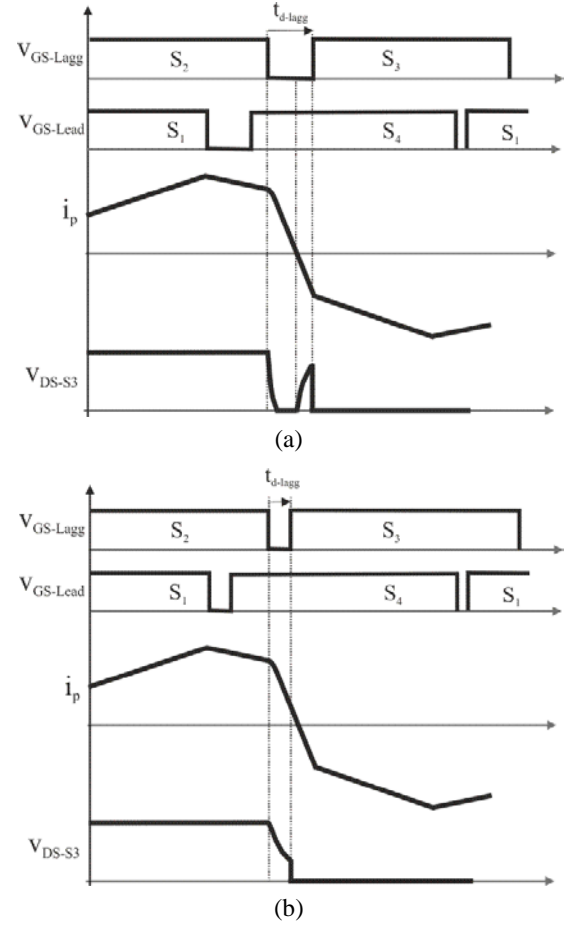 t_d-lagg
V_GS-Lagg
S_2 S_3
V_GS-Lead
S_1 S_4 S_1
i_p
V_DS-S3
(a)
t_d-lagg
V_GS-Lagg
S_2 S_3
V_GS-Lead
S_1 S_4 S_1
i_p
V_DS-S3
(b)